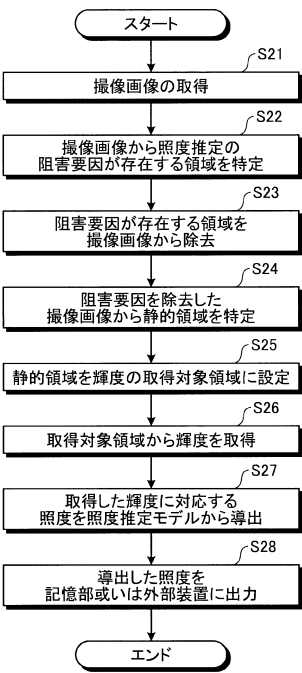 スタート
S21
撮像画像の取得
S22
撮像画像から照度推定の
阻害要因が存在する領域を特定
S23
阻害要因が存在する領域を
撮像画像から除去
S24
阻害要因を除去した
撮像画像から静的領域を特定
S25
静的領域を輝度の取得対象領域に設定
S26
取得対象領域から輝度を取得
S27
取得した輝度に対応する
照度を照度推定モデルから導出
S28
導出した照度を
記憶部或いは外部装置に出力
エンド